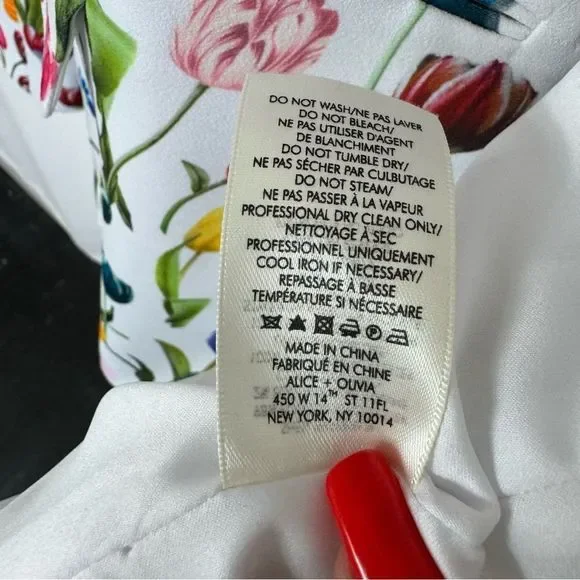 DO NOT WASH/NE PAS LAVER
DO NOT BLEACH/
NE PAS UTILISER D'AGENT
DE BLANCHIMENT
DO NOT TUMBLE DRY/
NE PAS SÉCHER PAR CULBUTAGE
DO NOT STEAM/
NE PAS PASSER À LA VAPEUR
PROFESSIONAL DRY CLEAN ONLY/
NETTOYAGE À SEC
PROFESSIONNEL UNIQUEMENT
COOL IRON IF NECESSARY/
REPASSAGE À BASSE
TEMPÉRATURE SI NÉCESSAIRE
MADE IN CHINA
FABRIQUÉ EN CHINE
ALICE + OLIVIA
450 W 14TH ST 11FL
NEW YORK, NY 10014